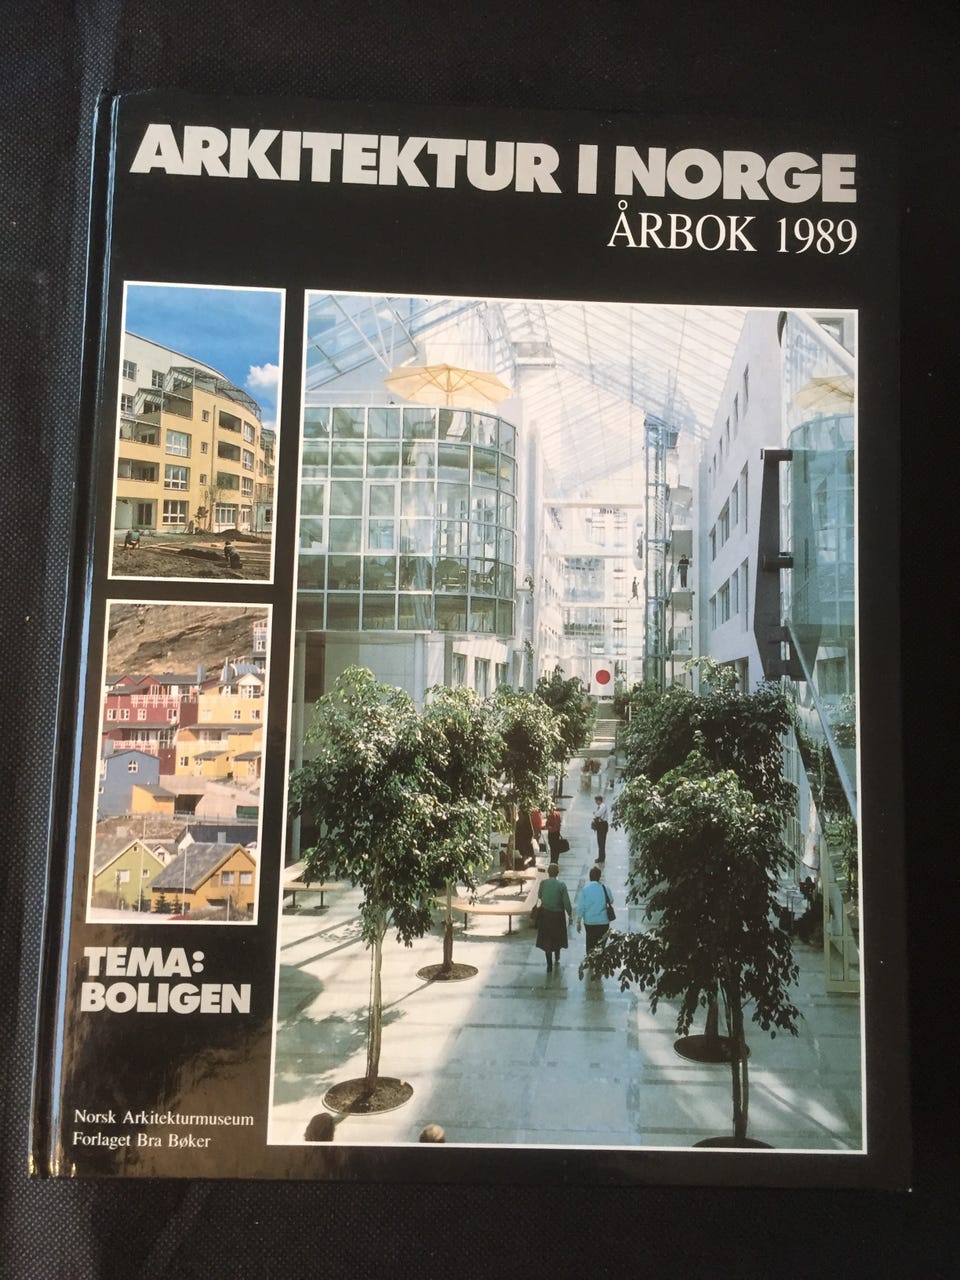 ARKITEKTUR I NORGE
ÅRBOK 1989
TEMA:
BOLIGEN
Norsk Arkitekturmuseum
Forlaget Bra Bøker